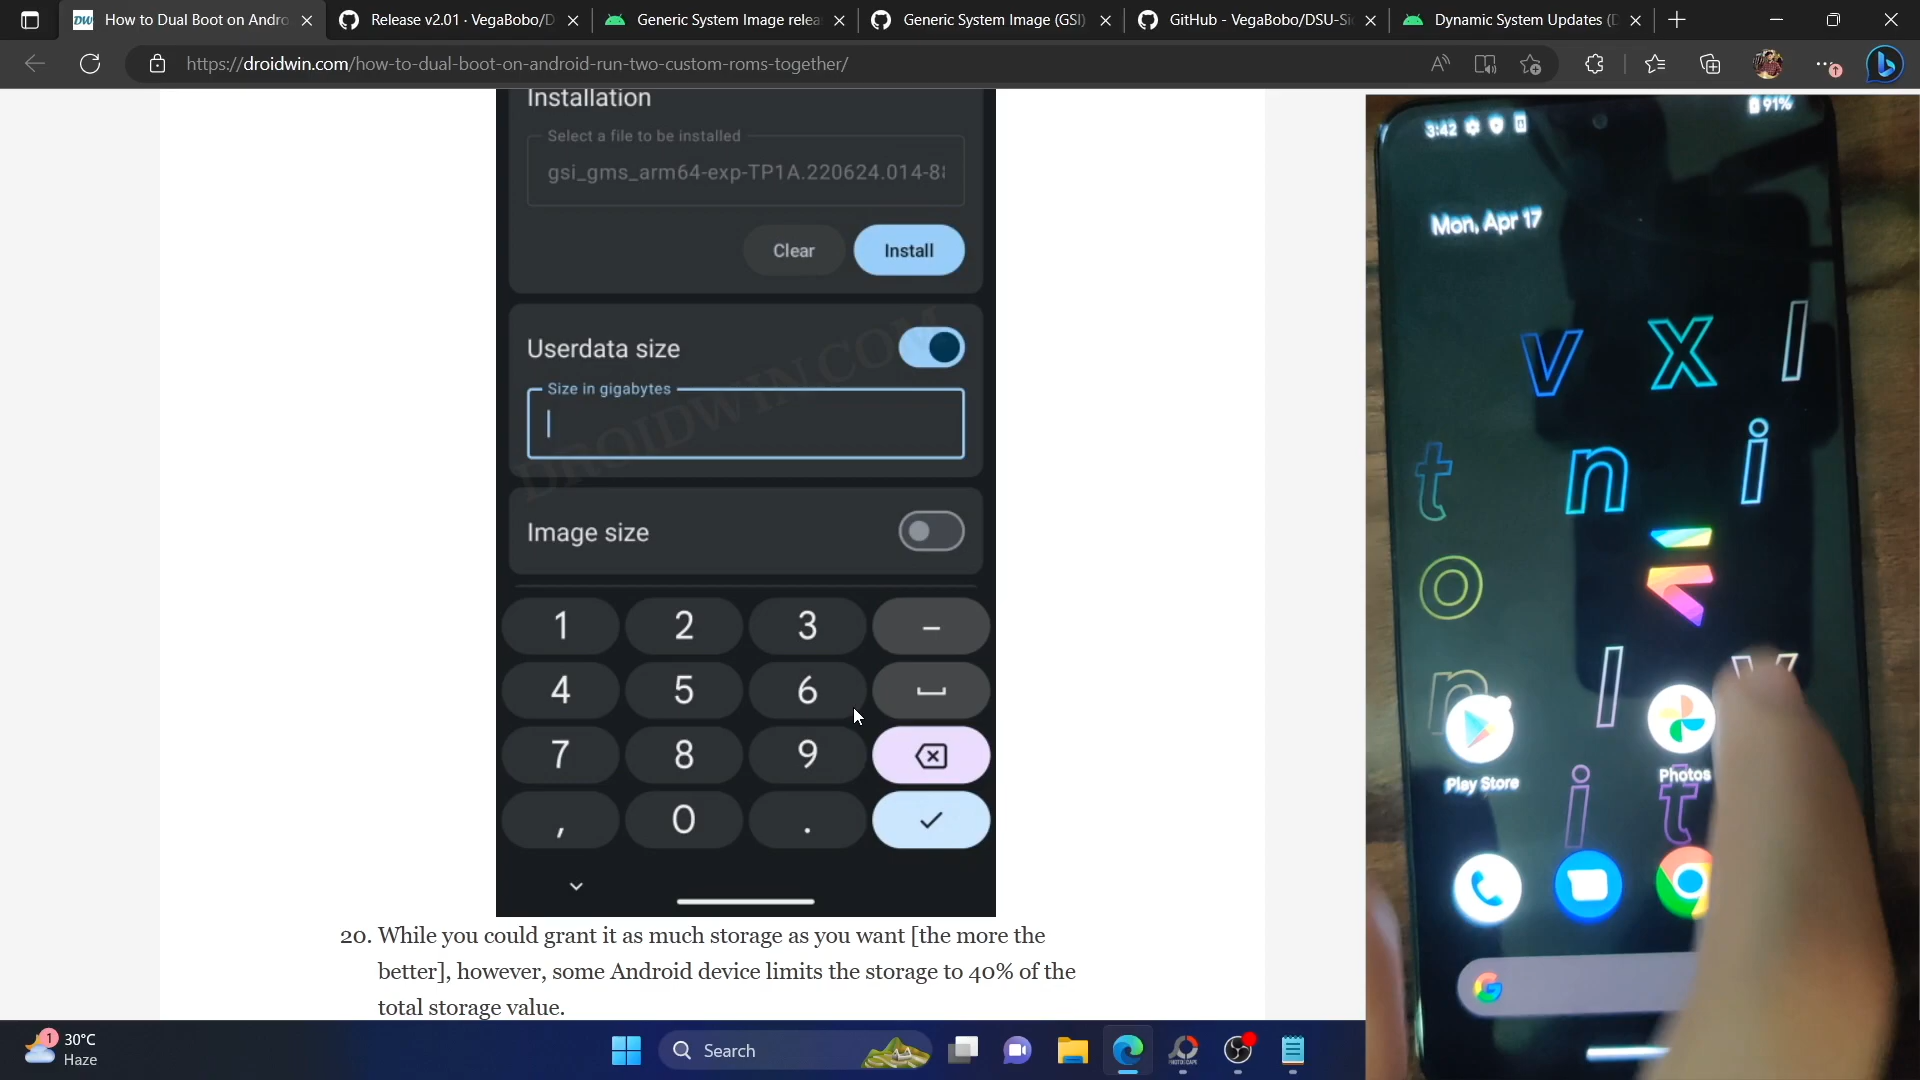 How to Dual Boot on Andro
Release v2.01 · VegaBobo/D
Generic System Image relea
Generic System Image (GSI)
GitHub - VegaBobo/DSU-Si
Dynamic System Updates (D
https://droidwin.com/how-to-dual-boot-on-android-run-two-custom-roms-together/
Installation
Select a file to be installed
gsi_gms_arm64-exp-TP1A.220624.014-88
Clear
Install
Userdata size
Size in gigabytes
DROIDWIN.COM
Image size
1 2 3 –
4 5 6
7 8 9
, 0 .
20. While you could grant it as much storage as you want [the more the
better], however, some Android device limits the storage to 40% of the
total storage value.
3:42
91%
Mon, Apr 17
v x l
t n i
o
n l v
Play Store
Photos
i t
1
30°C
Haze
Search